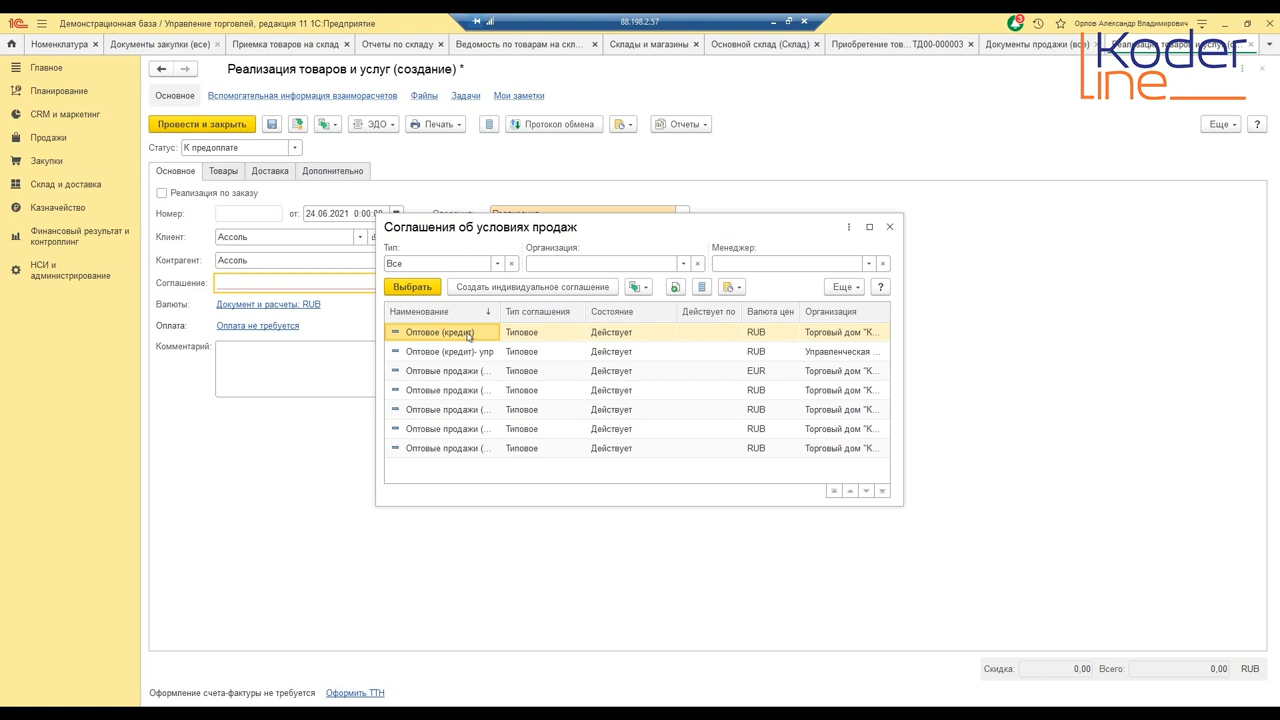 Демонстрационная база / Управление торговлей, редакция 11 1С:Предприятие
88.198.2.57
3
Орлов Александр Владимирович
Номенклатура
Документы закупки (все)
Приемка товаров на склад
Отчеты по складу
Ведомость по товарам на скл...
Склады и магазины
Основной склад (Склад)
Приобретение тов... ТД00-000003
Документы продажи (все)
Koder
line
Главное
Планирование
CRM и маркетинг
Продажи
Закупки
Склад и доставка
Казначейство
Финансовый результат и
контроллинг
НСИ и
администрирование
Реализация товаров и услуг (создание) *
Основное
Вспомогательная информация взаиморасчетов
Файлы
Задачи
Мои заметки
Провести и закрыть
ЭДО
Печать
Протокол обмена
Отчеты
Еще
?
Статус: К предоплате
Основное
Товары
Доставка
Дополнительно
Реализация по заказу
Номер:
от: 24.06.2021 0:00:00
Клиент: Ассоль
Контрагент: Ассоль
Соглашение:
Валюты: Документ и расчеты: RUB
Оплата: Оплата не требуется
Комментарий:
Соглашения об условиях продаж
Тип:
Организация:
Менеджер:
Все
Выбрать
Создать индивидуальное соглашение
Еще
?
Наименование
Тип соглашения
Состояние
Действует по
Валюта цен
Организация
Оптовое (кредит) Типовое Действует RUB Торговый дом "К...
Оптовое (кредит)- упр Типовое Действует RUB Управленческая ...
Оптовые продажи (... Типовое Действует EUR Торговый дом "К...
Оптовые продажи (... Типовое Действует RUB Торговый дом "К...
Оптовые продажи (... Типовое Действует RUB Торговый дом "К...
Оптовые продажи (... Типовое Действует RUB Торговый дом "К...
Оптовые продажи (... Типовое Действует RUB Торговый дом "К...
Скидка: 0,00 Всего: 0,00 RUB
Оформление счета-фактуры не требуется Оформить ТТН